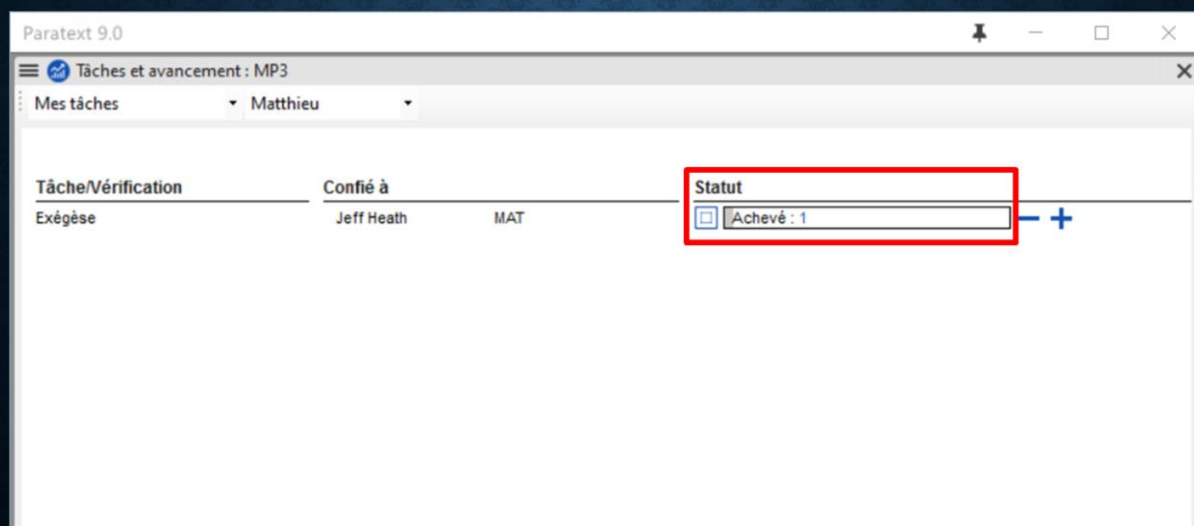 Paratext 9.0
Tâches et avancement : MP3
Mes tâches Matthieu
Tâche/Vérification Confié à Statut
Exégèse Jeff Heath MAT Achevé : 1